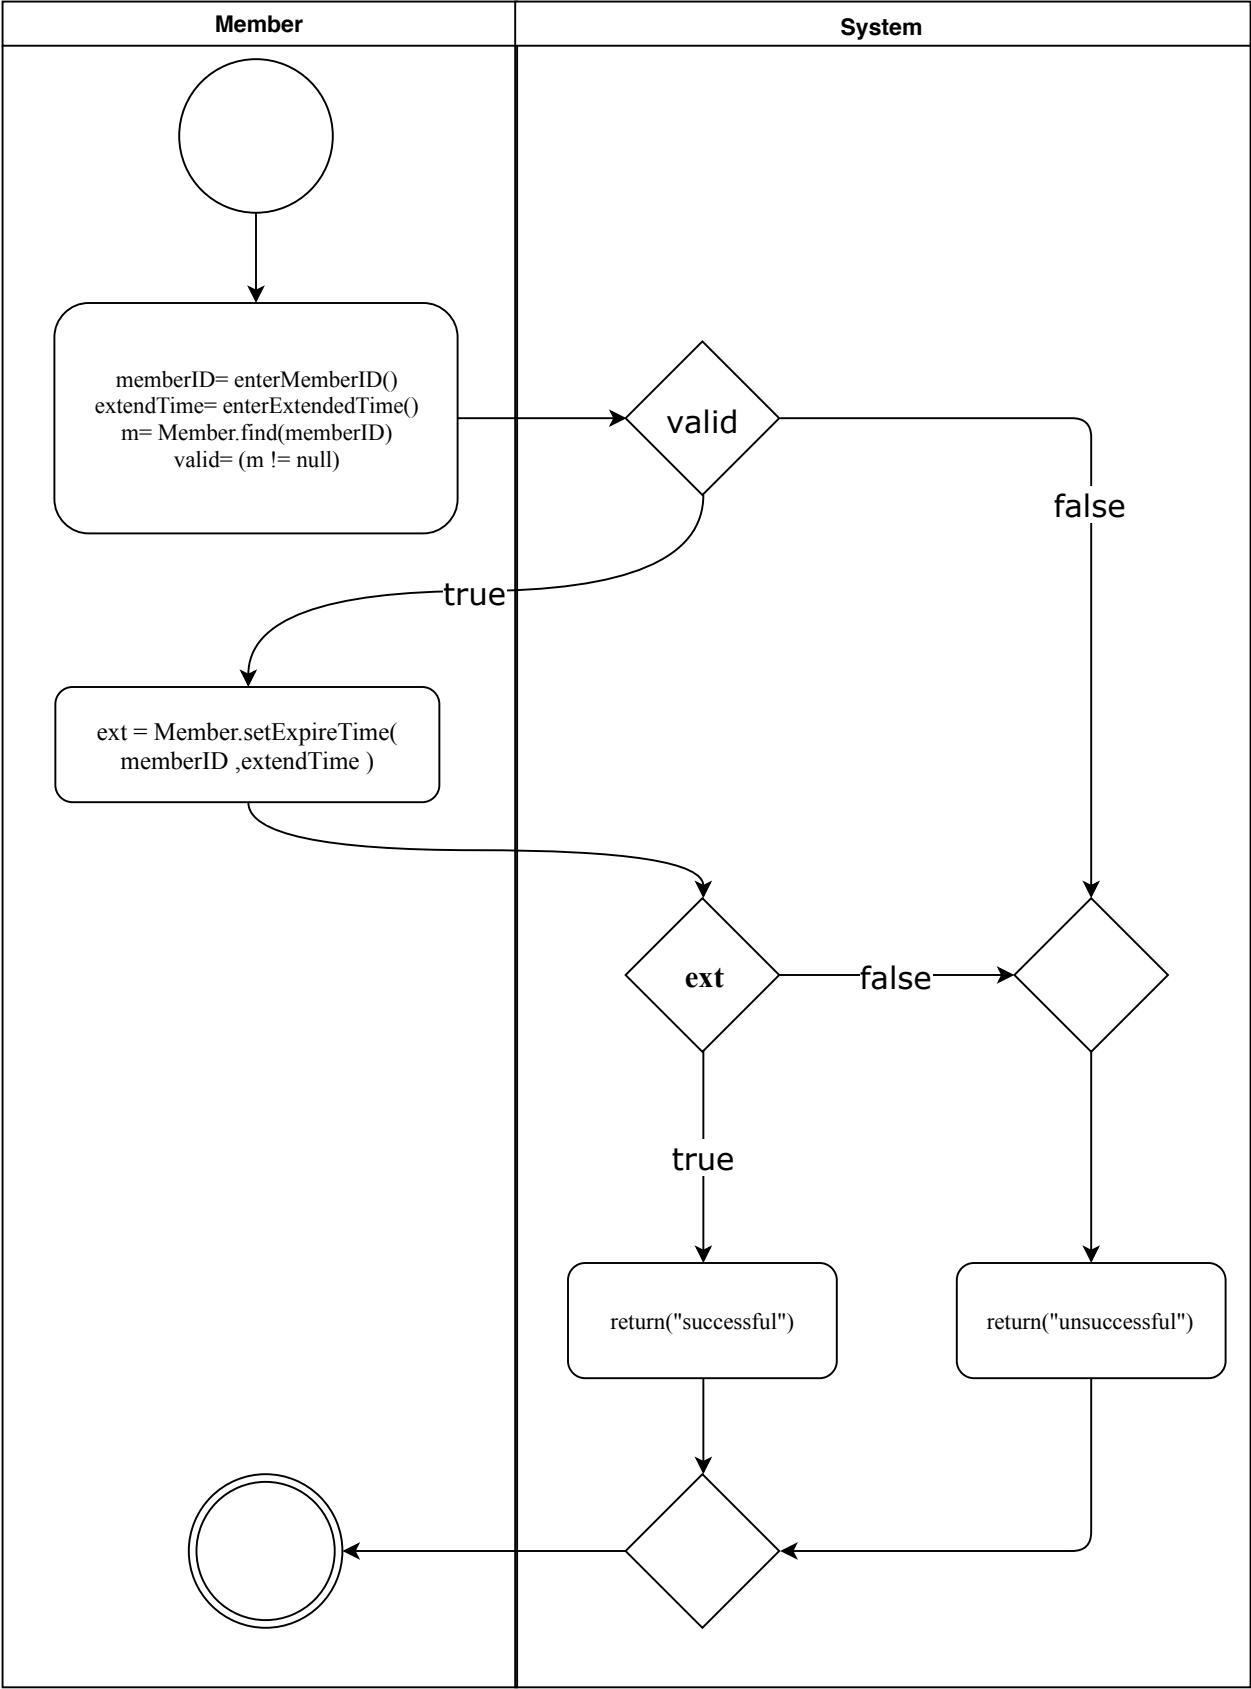 Member
System
memberID= enterMemberID()
extendTime= enterExtendedTime()
m= Member.find(memberID)
valid= (m != null)
valid
false
true
ext = Member.setExpireTime(
memberID ,extendTime )
ext
false
true
return("successful")
return("unsuccessful")